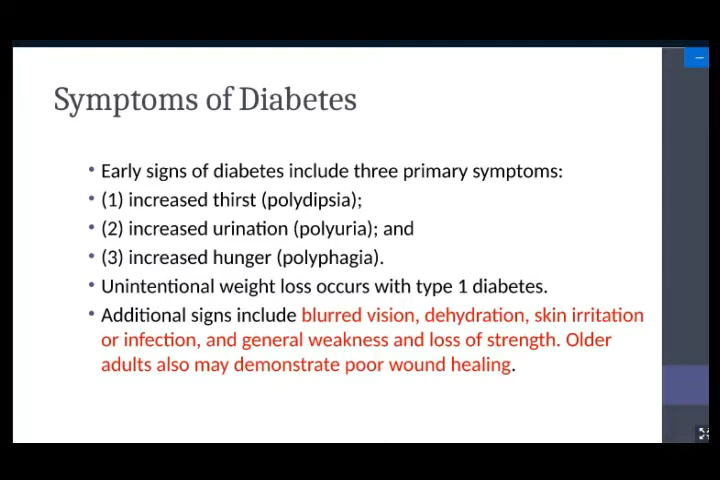 Symptoms of Diabetes
• Early signs of diabetes include three primary symptoms:
• (1) increased thirst (polydipsia);
• (2) increased urination (polyuria); and
• (3) increased hunger (polyphagia).
• Unintentional weight loss occurs with type 1 diabetes.
• Additional signs include blurred vision, dehydration, skin irritation
or infection, and general weakness and loss of strength. Older
adults also may demonstrate poor wound healing.